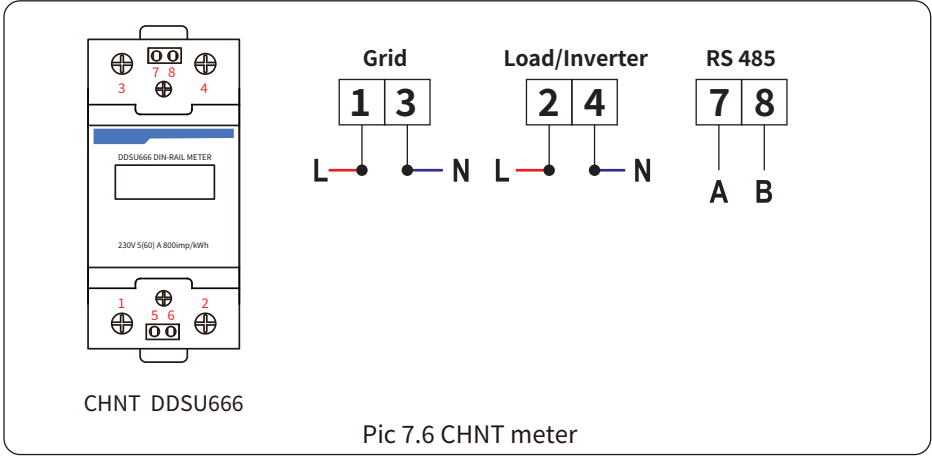 7 8
3 4
DDSU666 DIN-RAIL METER
230V 5(60) A 800imp/kWh
1 2
5 6
CHNT DDSU666
Grid
1 3
L N
Load/Inverter
2 4
L N
RS 485
7 8
A B
Pic 7.6 CHNT meter